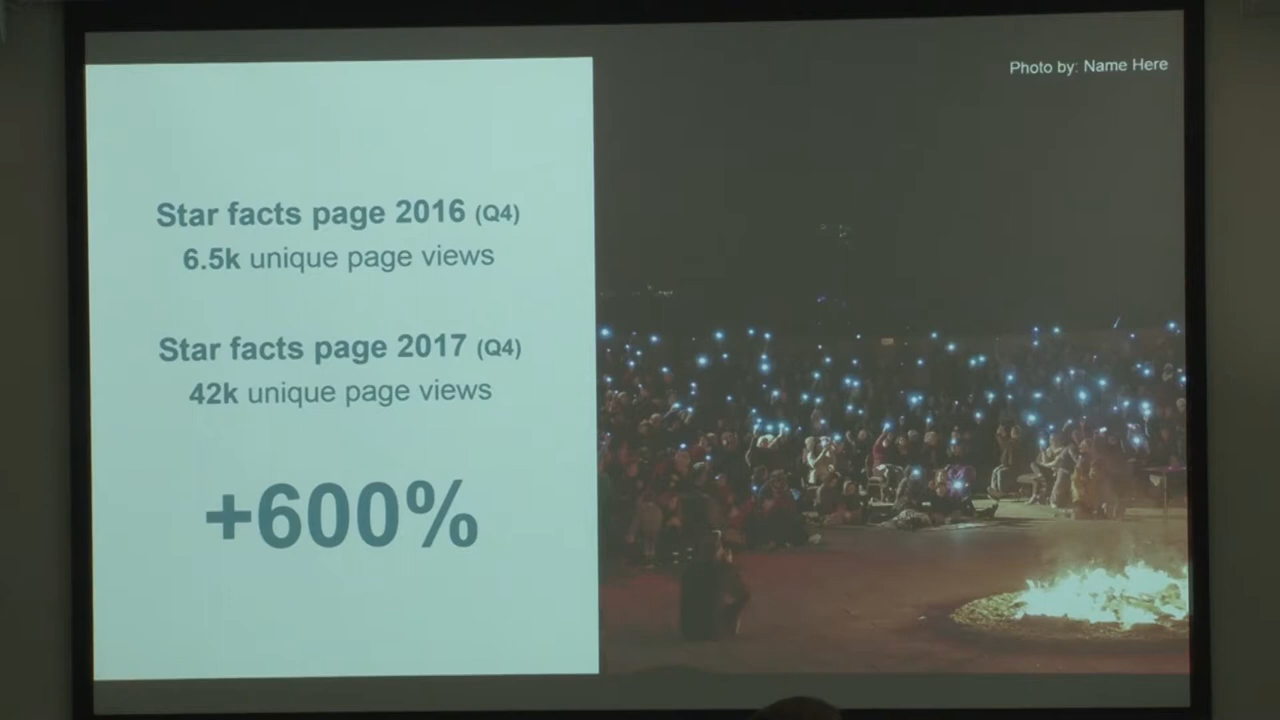 Photo by: Name Here
Star facts page 2016 (Q4)
6.5k unique page views
Star facts page 2017 (Q4)
42k unique page views
+600%